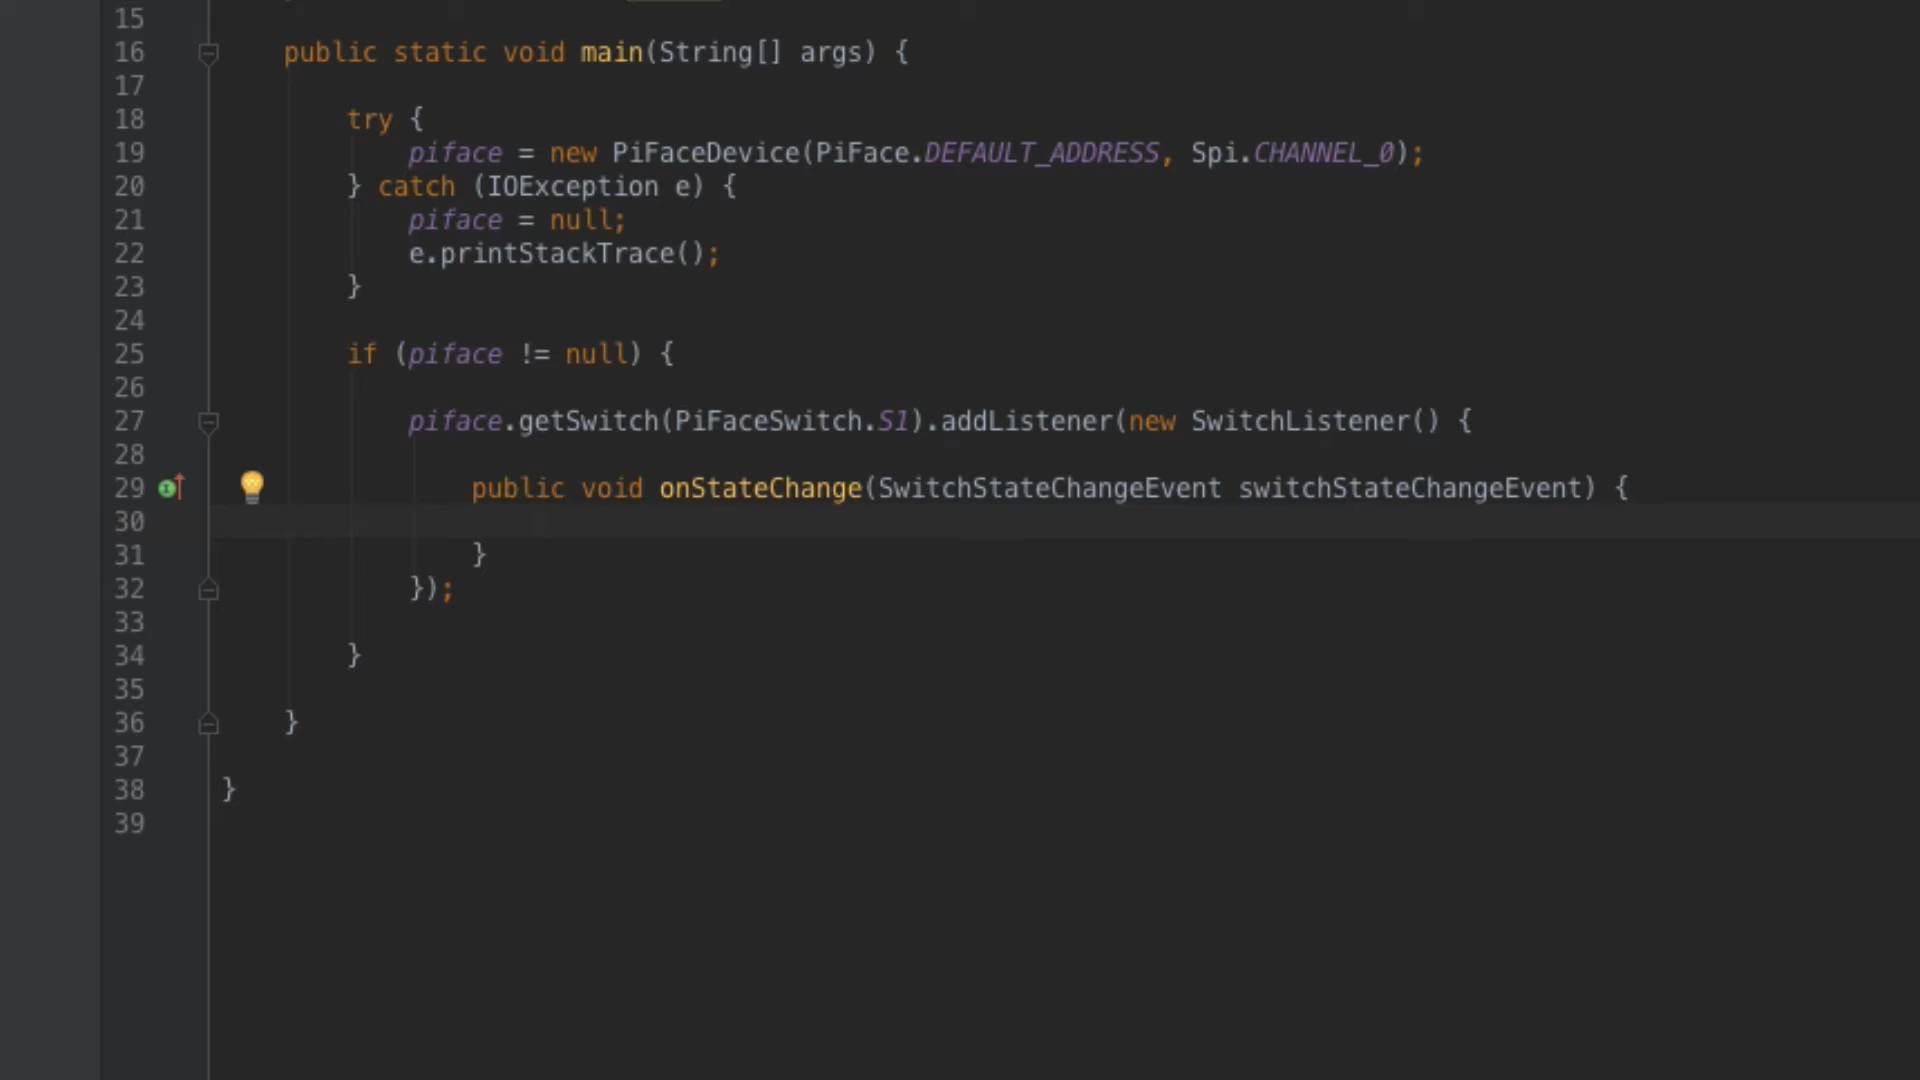 15
16 public static void main(String[] args) {
17
18 try {
19 piface = new PiFaceDevice(PiFace.DEFAULT_ADDRESS, Spi.CHANNEL_0);
20 } catch (IOException e) {
21 piface = null;
22 e.printStackTrace();
23 }
24
25 if (piface != null) {
26
27 piface.getSwitch(PiFaceSwitch.S1).addListener(new SwitchListener() {
28
29 public void onStateChange(SwitchStateChangeEvent switchStateChangeEvent) {
30
31 }
32 });
33
34 }
35
36 }
37
38 }
39